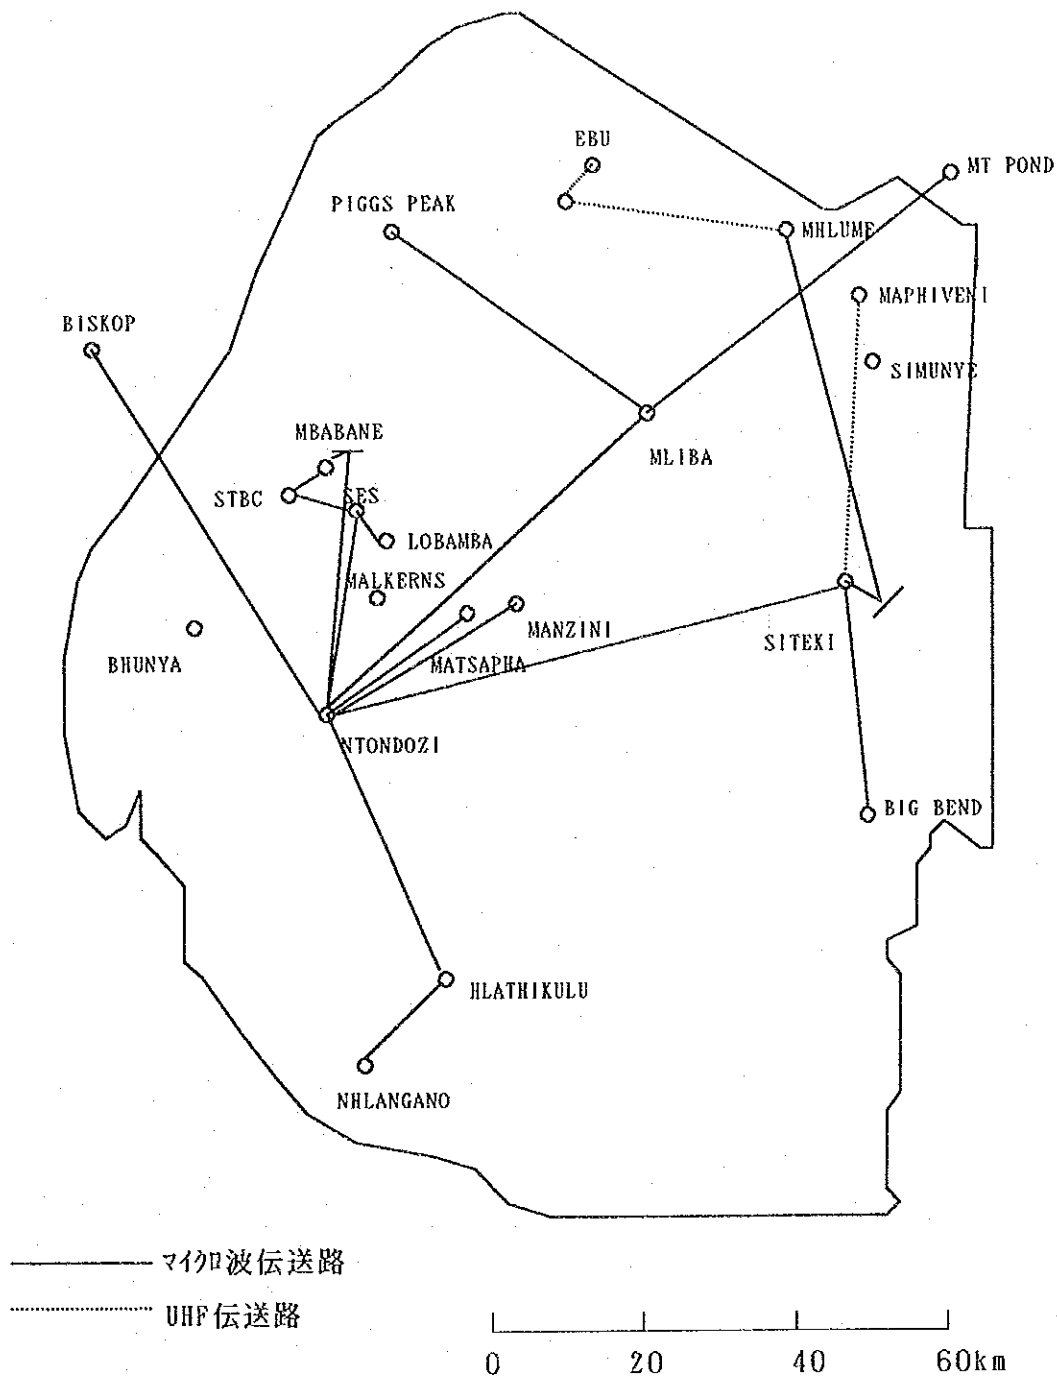 EBU
MT POND
PIGGS PEAK
MHLUME
MAPHIVENI
BISKOP
SIMUNYE
MBABANE
MLIBA
STBC
SES
LOBAMBA
MALKERNS
MANZINI
SITEKI
BHUNYA
MATSAPHA
NTONDOZI
BIG BEND
HLATHIKULU
NHLANGANO
マイクロ波伝送路
UHF伝送路
0 20 40 60km